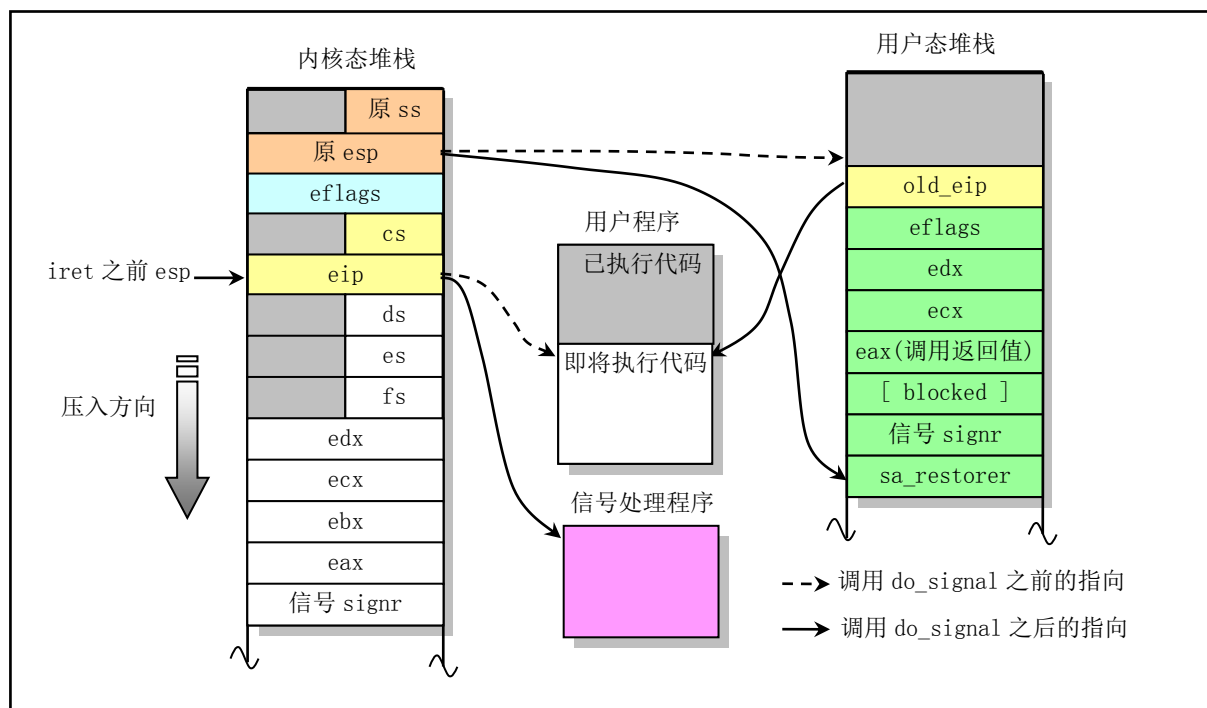 内核态堆栈
原 ss
原 esp
eflags
cs
eip
ds
es
fs
edx
ecx
ebx
eax
信号 signr
iret 之前 esp
压入方向
用户程序
已执行代码
即将执行代码
信号处理程序
用户态堆栈
old_eip
eflags
edx
ecx
eax(调用返回值)
[ blocked ]
信号 signr
sa_restorer
调用 do_signal 之前的指向
调用 do_signal 之后的指向